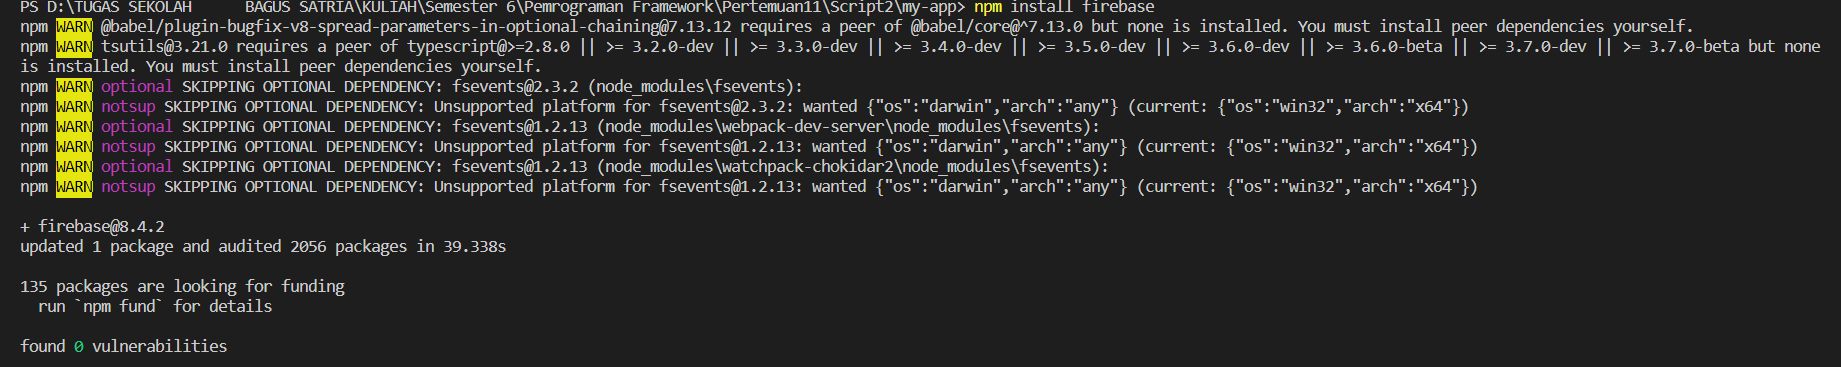 PS D:\TUGAS SEKOLAH      BAGUS SATRIA\KULIAH\Semester 6\Pemrograman Framework\Pertemuan11\Script2\my-app> npm install firebase
npm WARN @babel/plugin-bugfix-v8-spread-parameters-in-optional-chaining@7.13.12 requires a peer of @babel/core@^7.13.0 but none is installed. You must install peer dependencies yourself.
npm WARN tsutils@3.21.0 requires a peer of typescript@>=2.8.0 || >= 3.2.0-dev || >= 3.3.0-dev || >= 3.4.0-dev || >= 3.5.0-dev || >= 3.6.0-dev || >= 3.6.0-beta || >= 3.7.0-dev || >= 3.7.0-beta but none
is installed. You must install peer dependencies yourself.
npm WARN optional SKIPPING OPTIONAL DEPENDENCY: fsevents@2.3.2 (node_modules\fsevents):
npm WARN notsup SKIPPING OPTIONAL DEPENDENCY: Unsupported platform for fsevents@2.3.2: wanted {"os":"darwin","arch":"any"} (current: {"os":"win32","arch":"x64"})
npm WARN optional SKIPPING OPTIONAL DEPENDENCY: fsevents@1.2.13 (node_modules\webpack-dev-server\node_modules\fsevents):
npm WARN notsup SKIPPING OPTIONAL DEPENDENCY: Unsupported platform for fsevents@1.2.13: wanted {"os":"darwin","arch":"any"} (current: {"os":"win32","arch":"x64"})
npm WARN optional SKIPPING OPTIONAL DEPENDENCY: fsevents@1.2.13 (node_modules\watchpack-chokidar2\node_modules\fsevents):
npm WARN notsup SKIPPING OPTIONAL DEPENDENCY: Unsupported platform for fsevents@1.2.13: wanted {"os":"darwin","arch":"any"} (current: {"os":"win32","arch":"x64"})
+ firebase@8.4.2
updated 1 package and audited 2056 packages in 39.338s
135 packages are looking for funding
  run `npm fund` for details
found 0 vulnerabilities